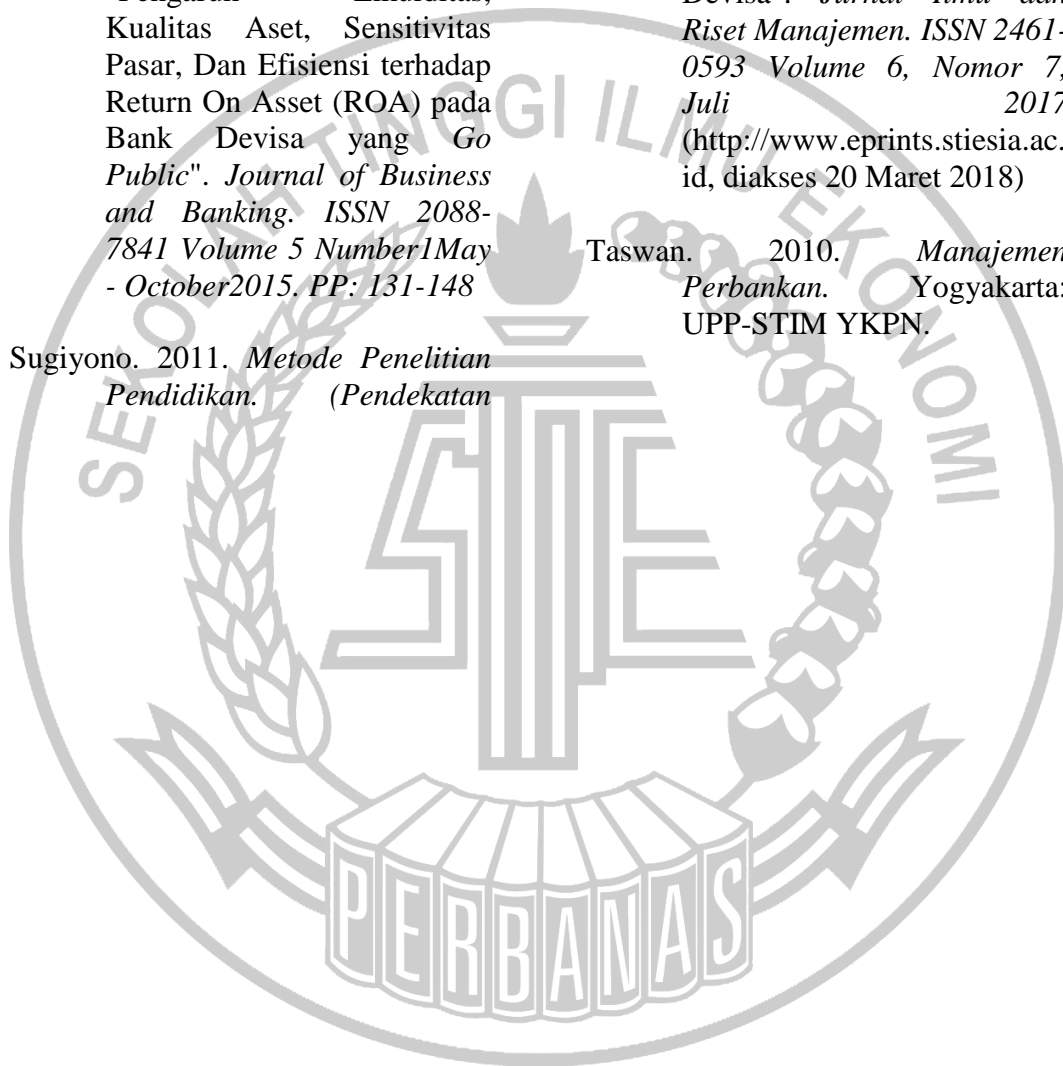 "Pengaruh Likuiditas,
Kualitas Aset, Sensitivitas
Pasar, Dan Efisiensi terhadap
Return On Asset (ROA) pada
Bank Devisa yang Go
Public". Journal of Business
and Banking. ISSN 2088-
7841 Volume 5 Number1May
- October2015. PP: 131-148
Sugiyono. 2011. Metode Penelitian
Pendidikan. (Pendekatan
Devisa". Jurnal Ilmu dan
Riset Manajemen. ISSN 2461-
0593 Volume 6, Nomor 7,
Juli 2017
(http://www.eprints.stiesia.ac.
id, diakses 20 Maret 2018)
Taswan. 2010. Manajemen
Perbankan. Yogyakarta:
UPP-STIM YKPN.
SEKOLAH TINGGI ILMU EKONOMI
STIE
PERBANAS